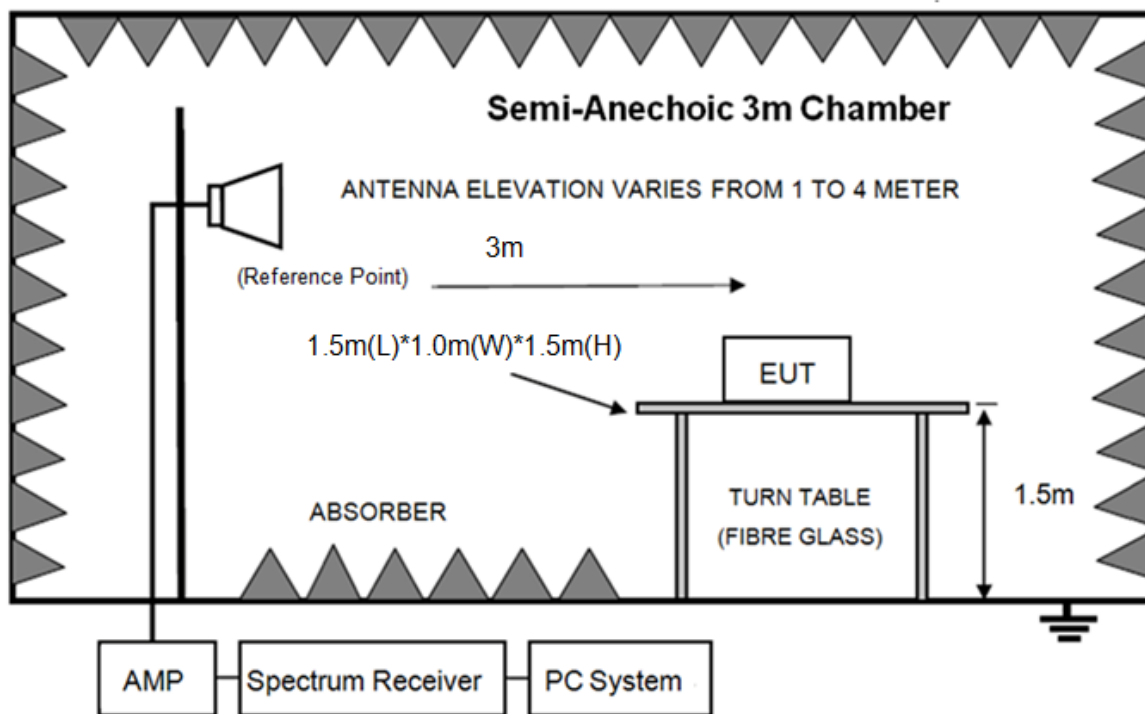 Semi-Anechoic 3m Chamber
ANTENNA ELEVATION VARIES FROM 1 TO 4 METER
3m
(Reference Point)
1.5m(L)*1.0m(W)*1.5m(H)
EUT
1.5m
TURN TABLE
(FIBRE GLASS)
ABSORBER
AMP
Spectrum Receiver
PC System